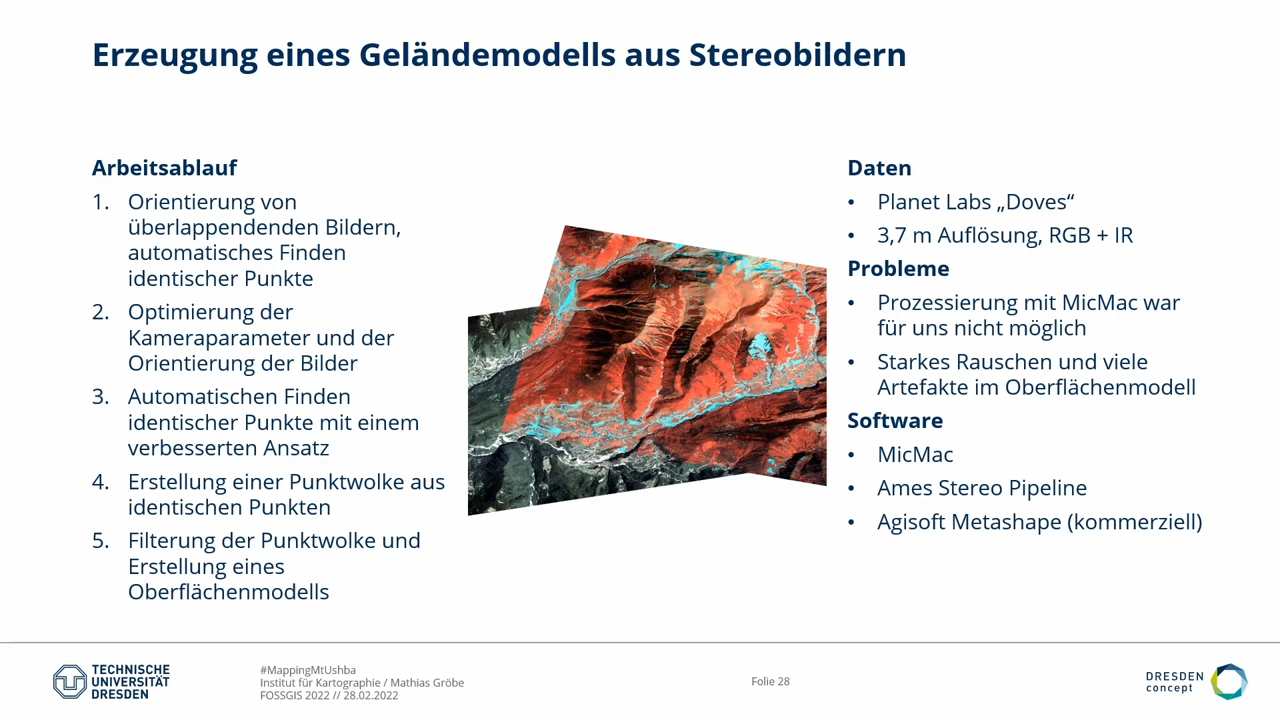 Erzeugung eines Geländemodells aus Stereobildern
Arbeitsablauf
1. Orientierung von
überlappendenden Bildern,
automatisches Finden
identischer Punkte
2. Optimierung der
Kameraparameter und der
Orientierung der Bilder
3. Automatischen Finden
identischer Punkte mit einem
verbesserten Ansatz
4. Erstellung einer Punktwolke aus
identischen Punkten
5. Filterung der Punktwolke und
Erstellung eines
Oberflächenmodells
Daten
• Planet Labs „Doves“
• 3,7 m Auflösung, RGB + IR
Probleme
• Prozessierung mit MicMac war
für uns nicht möglich
• Starkes Rauschen und viele
Artefakte im Oberflächenmodell
Software
• MicMac
• Ames Stereo Pipeline
• Agisoft Metashape (kommerziell)
TECHNISCHE
UNIVERSITÄT
DRESDEN
#MappingMtUshba
Institut für Kartographie / Mathias Gröbe
FOSSGIS 2022 // 28.02.2022
Folie 28
DRESDEN
concept